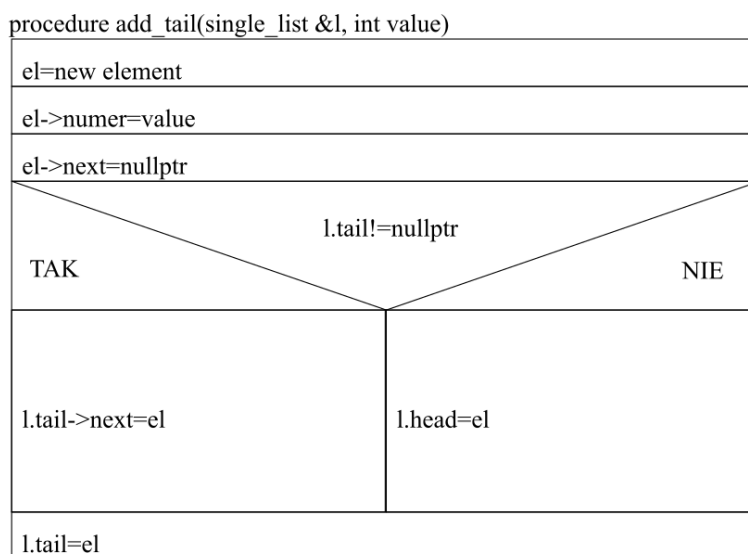 procedure add_tail(single_list &l, int value)
el=new element
el->numer=value
el->next=nullptr
l.tail!=nullptr
TAK
NIE
l.tail->next=el
l.head=el
l.tail=el